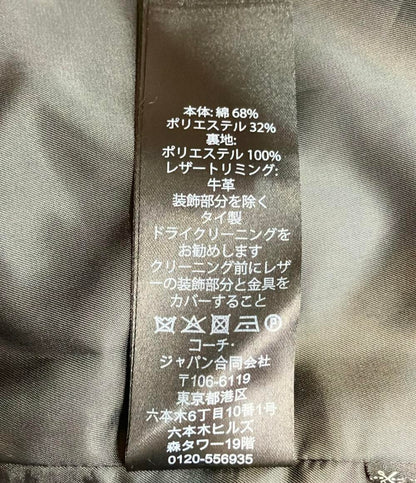 本体: 綿 68%
ポリエステル 32%
裏地:
ポリエステル 100%
レザートリミング:
牛革
装飾部分を除く
タイ製
ドライクリーニングを
お勧めします
クリーニング前にレザ
ーの装飾部分と金具を
カバーすること
コーチ・
ジャパン合同会社
〒106-6119
東京都港区
六本木6丁目10番1号
六本木ヒルズ
森タワー19階
0120-556935